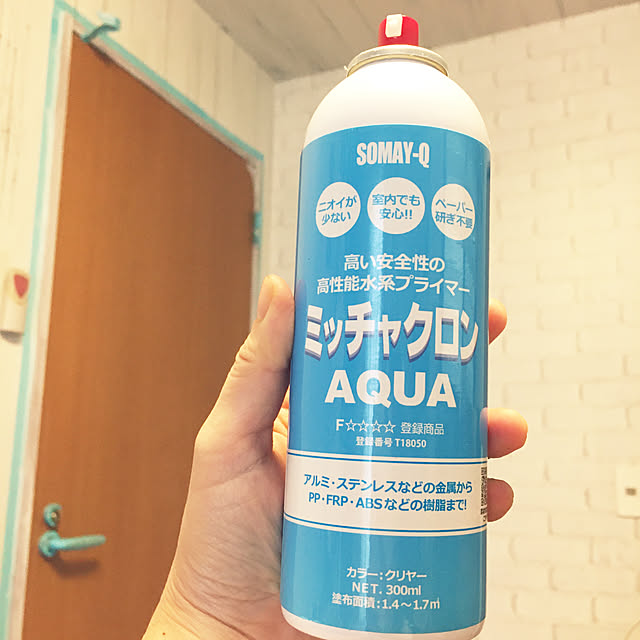 SOMAY-Q
ニオイが
少ない
室内でも
安心!!
ペーパー
研ぎ不要
高い安全性の
高性能水系プライマー
ミッチャクロン
AQUA
F☆☆☆☆ 登録商品
登録番号 T18050
アルミ・ステンレスなどの金属から
PP・FRP・ABSなどの樹脂まで!
カラー:クリヤー
NET. 300ml
塗布面積:1.4〜1.7㎡